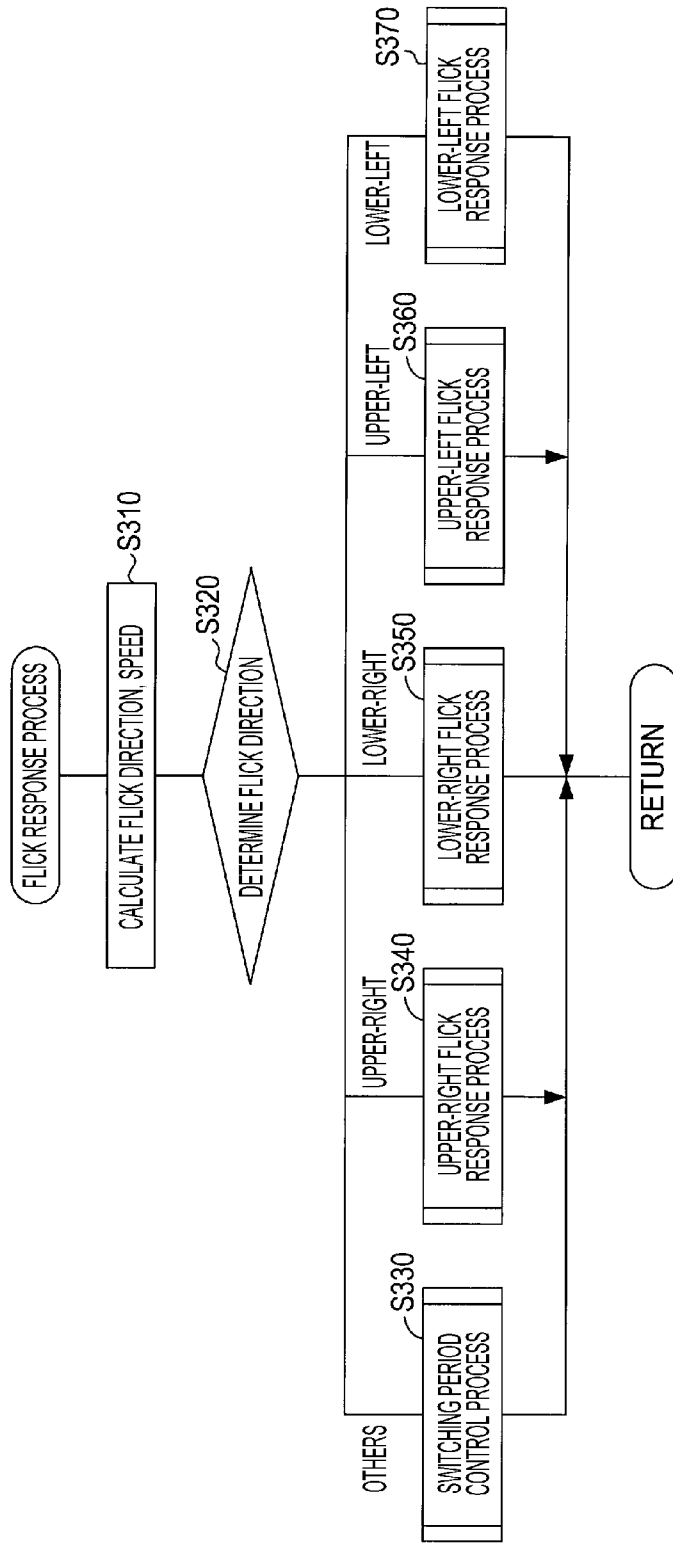 FLICK RESPONSE PROCESS
S310
CALCULATE FLICK DIRECTION, SPEED
S320
DETERMINE FLICK DIRECTION
OTHERS
S330
SWITCHING PERIOD
CONTROL PROCESS
UPPER-RIGHT
S340
UPPER-RIGHT FLICK
RESPONSE PROCESS
LOWER-RIGHT
S350
LOWER-RIGHT FLICK
RESPONSE PROCESS
UPPER-LEFT
S360
UPPER-LEFT FLICK
RESPONSE PROCESS
LOWER-LEFT
S370
LOWER-LEFT FLICK
RESPONSE PROCESS
RETURN